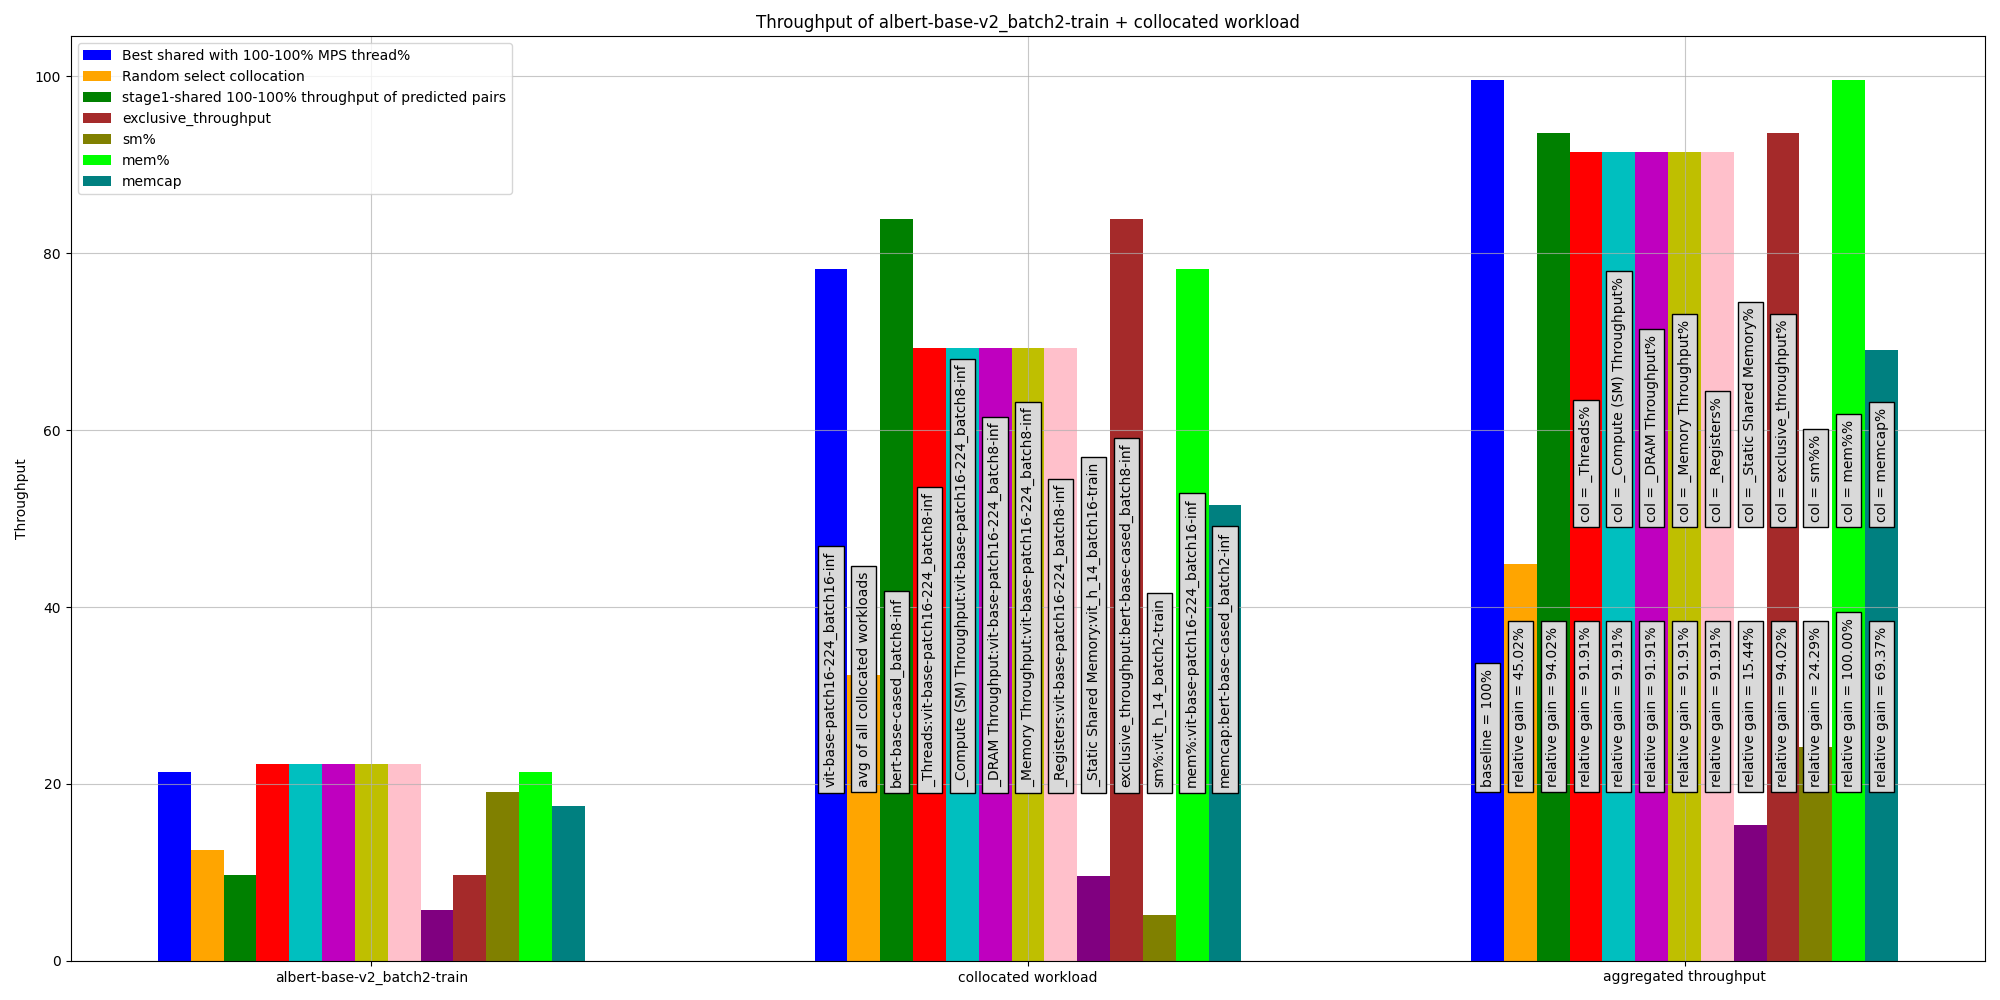 Throughput of albert-base-v2_batch2-train + collocated workload
Best shared with 100-100% MPS thread%
Random select collocation
stage1-shared 100-100% throughput of predicted pairs
exclusive_throughput
sm%
mem%
memcap
Throughput
100
80
60
40
20
0
vit-base-patch16-224_batch16-inf
avg of all collocated workloads
bert-base-cased_batch8-inf
_Threads:vit-base-patch16-224_batch8-inf
_Compute (SM) Throughput:vit-base-patch16-224_batch8-inf
_DRAM Throughput:vit-base-patch16-224_batch8-inf
_Memory Throughput:vit-base-patch16-224_batch8-inf
_Registers:vit-base-patch16-224_batch8-inf
_Static Shared Memory:vit_h_14_batch16-train
exclusive_throughput:bert-base-cased_batch8-inf
sm%:vit_h_14_batch2-train
mem%:vit-base-patch16-224_batch16-inf
memcap:bert-base-cased_batch2-inf
col = _Threads%
col = _Compute (SM) Throughput%
col = _DRAM Throughput%
col = _Memory Throughput%
col = _Registers%
col = _Static Shared Memory%
col = exclusive_throughput%
col = sm%%
col = mem%%
col = memcap%
baseline = 100%
relative gain = 45.02%
relative gain = 94.02%
relative gain = 91.91%
relative gain = 91.91%
relative gain = 91.91%
relative gain = 91.91%
relative gain = 91.91%
relative gain = 15.44%
relative gain = 94.02%
relative gain = 24.29%
relative gain = 100.00%
relative gain = 69.37%
albert-base-v2_batch2-train
collocated workload
aggregated throughput